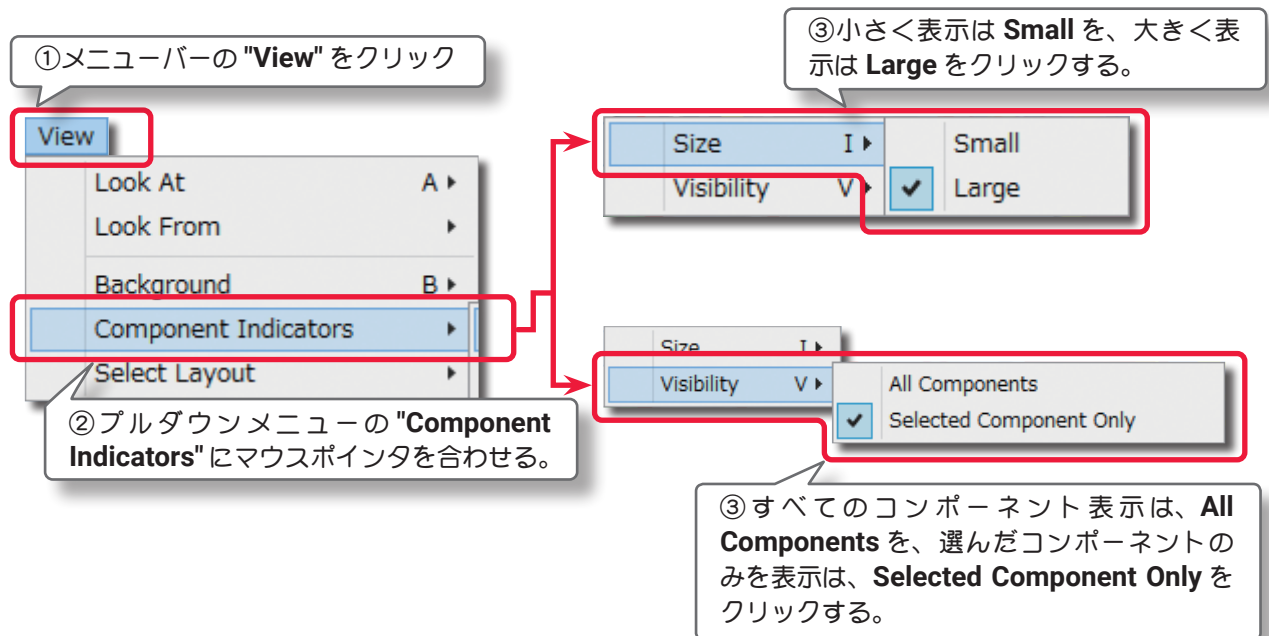 ①メニューバーの "View" をクリック
View
Look At A
Look From
Background B
Component Indicators
Select Layout
②プルダウンメニューの "Component
Indicators" にマウスポインタを合わせる。
③小さく表示は Small を、大きく表
示は Large をクリックする。
Size I
Visibility V
Small
Large
Size I
Visibility V
All Components
Selected Component Only
③すべてのコンポーネント表示は、All
Components を、選んだコンポーネントの
みを表示は、Selected Component Only を
クリックする。